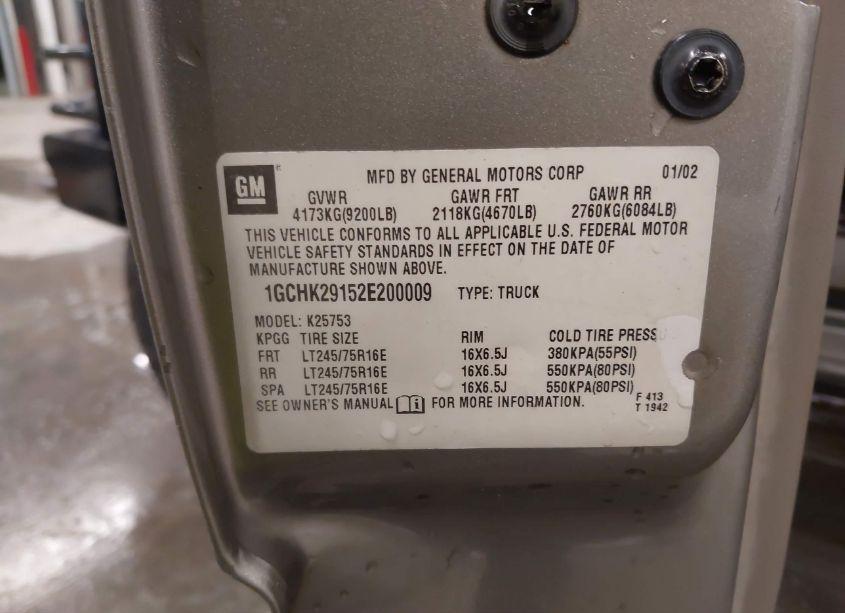 GM
MFD BY GENERAL MOTORS CORP 01/02
GVWR GAWR FRT GAWR RR
4173KG(9200LB) 2118KG(4670LB) 2760KG(6084LB)
THIS VEHICLE CONFORMS TO ALL APPLICABLE U.S. FEDERAL MOTOR
VEHICLE SAFETY STANDARDS IN EFFECT ON THE DATE OF
MANUFACTURE SHOWN ABOVE.
1GCHK29152E200009 TYPE: TRUCK
MODEL: K25753
KPGG TIRE SIZE RIM COLD TIRE
FRT LT245/75R16E 16X6.5J 380KPA(55PSI)
RR LT245/75R16E 16X6.5J 550KPA(80PSI)
SPA LT245/75R16E 16X6.5J 550KPA(80PSI)
SEE OWNER'S MANUAL FOR MORE INFORMATION.
F 413
T 1942